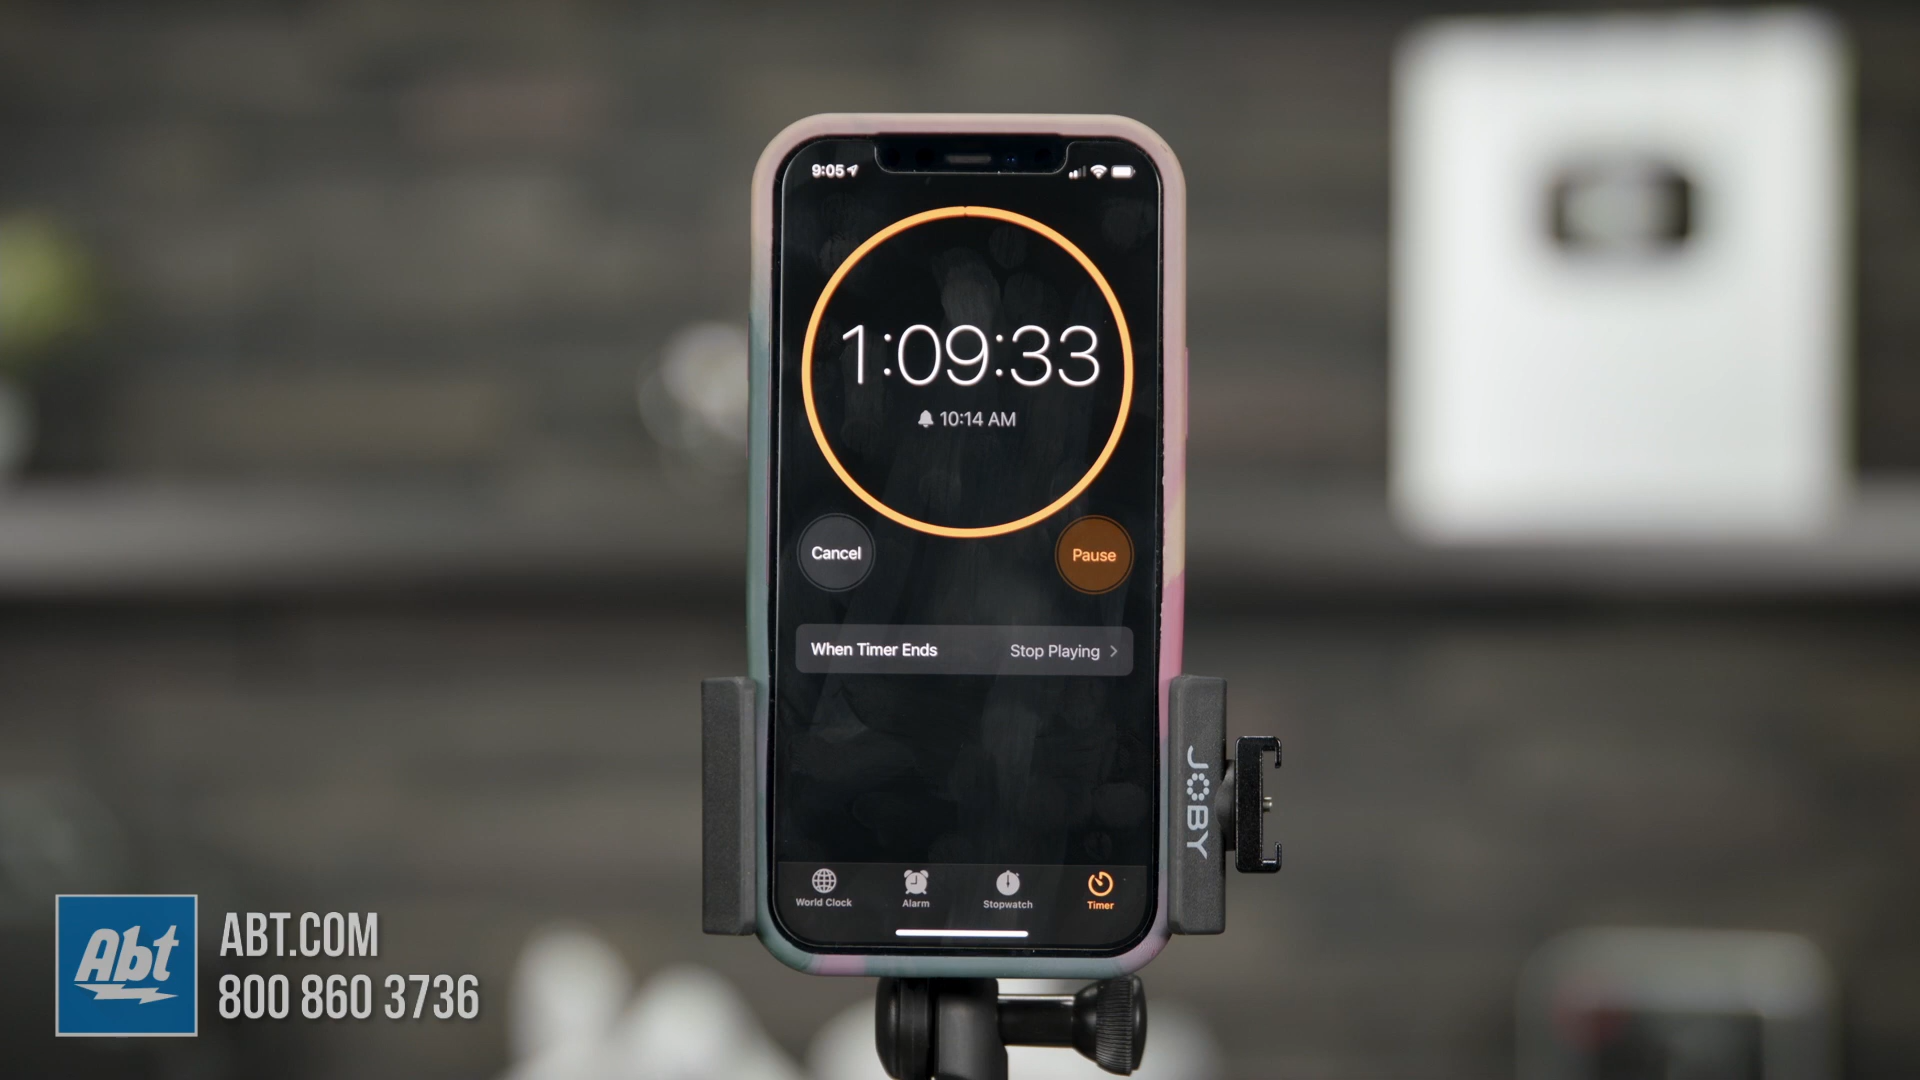 9:05
1:09:33
10:14 AM
Cancel
Pause
When Timer Ends
Stop Playing
World Clock
Alarm
Stopwatch
Timer
JOBY
Abt
ABT.COM
800 860 3736